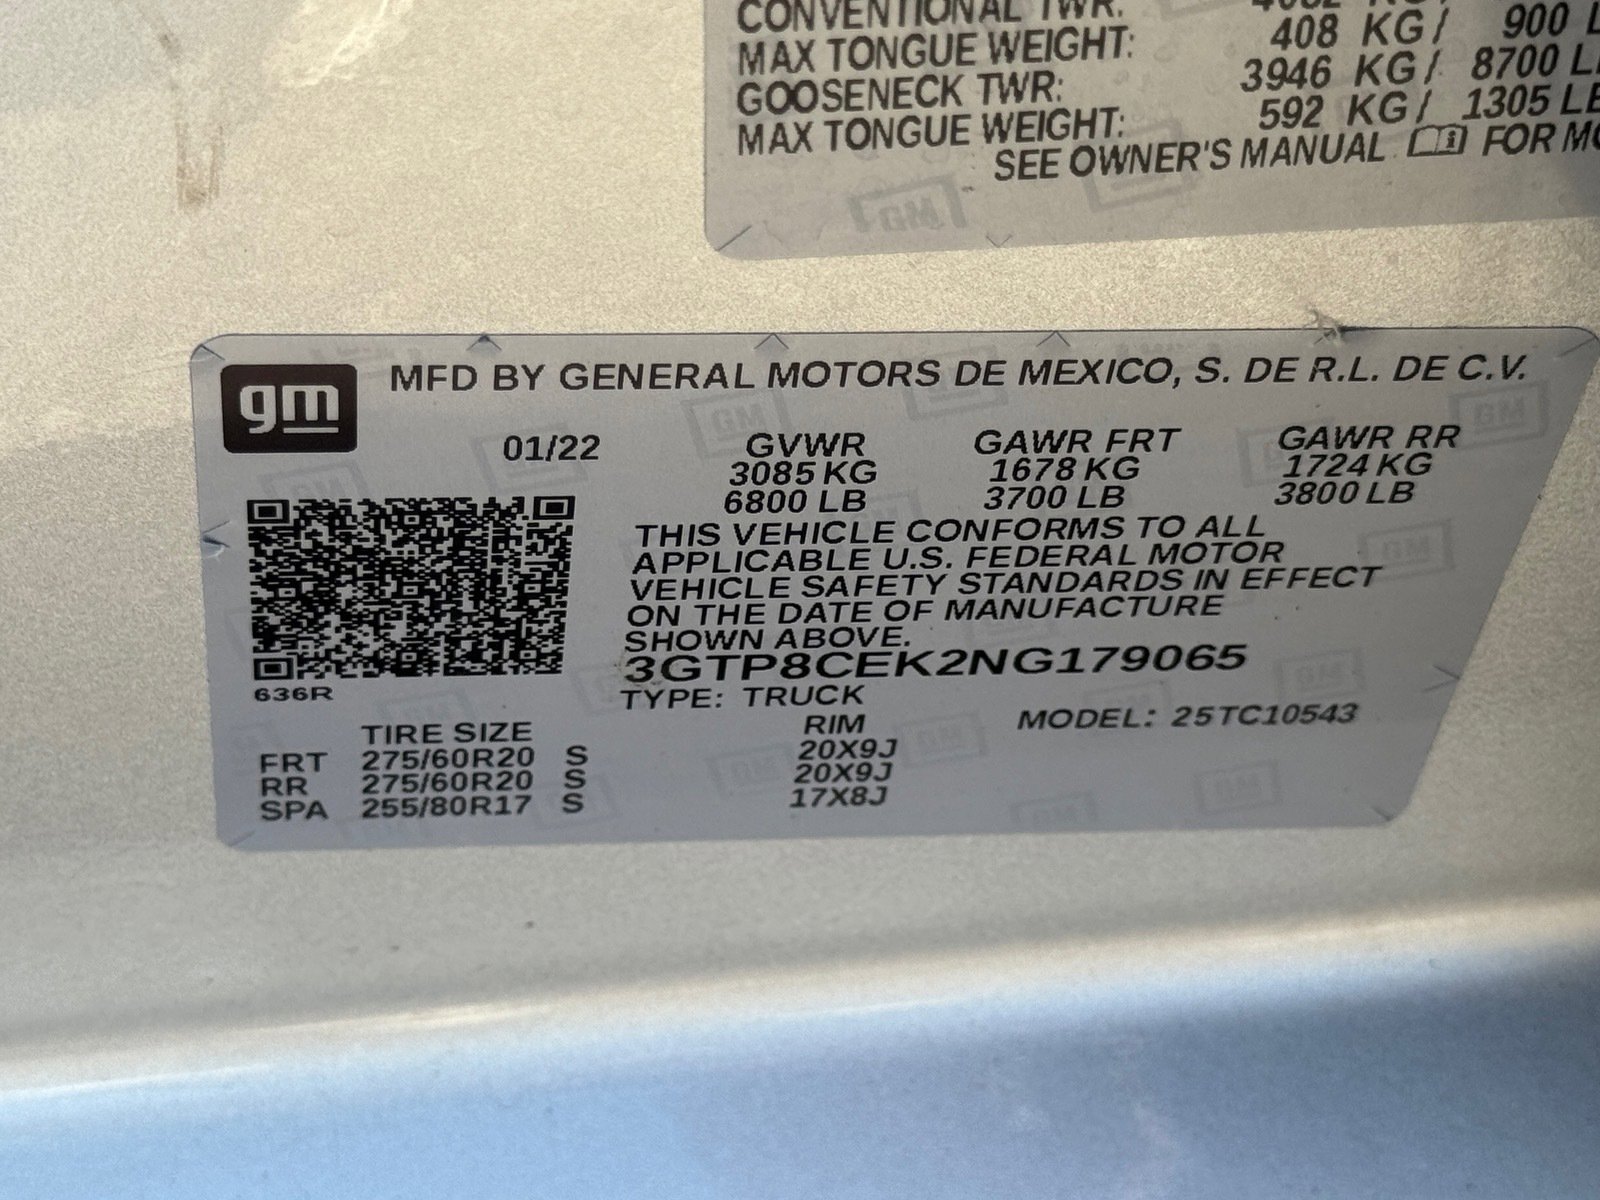 CONVENTIONAL TWR:
MAX TONGUE WEIGHT: 408 KG/ 900
GOOSENECK TWR: 3946 KG/ 8700
MAX TONGUE WEIGHT: 592 KG/ 1305
SEE OWNER'S MANUAL FOR
gm MFD BY GENERAL MOTORS DE MEXICO, S. DE R.L. DE C.V.
01/22 GVWR GAWR FRT GAWR RR
3085 KG 1678 KG 1724 KG
6800 LB 3700 LB 3800 LB
THIS VEHICLE CONFORMS TO ALL
APPLICABLE U.S. FEDERAL MOTOR
VEHICLE SAFETY STANDARDS IN EFFECT
ON THE DATE OF MANUFACTURE
SHOWN ABOVE.
3GTP8CEK2NG179065
636R
TYPE: TRUCK
TIRE SIZE RIM MODEL: 25TC10543
FRT 275/60R20 S 20X9J
RR 275/60R20 S 20X9J
SPA 255/80R17 S 17X8J